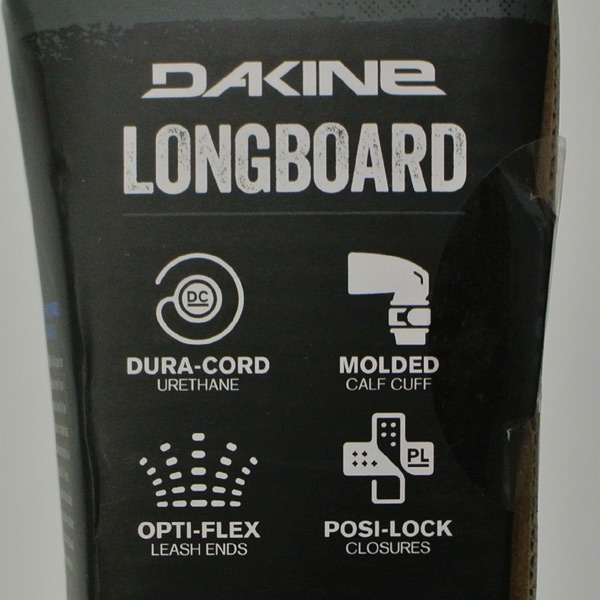 DAKINE
LONGBOARD
DC
DURA-CORD
URETHANE
MOLDED
CALF CUFF
PL
OPTI-FLEX
LEASH ENDS
POSI-LOCK
CLOSURES